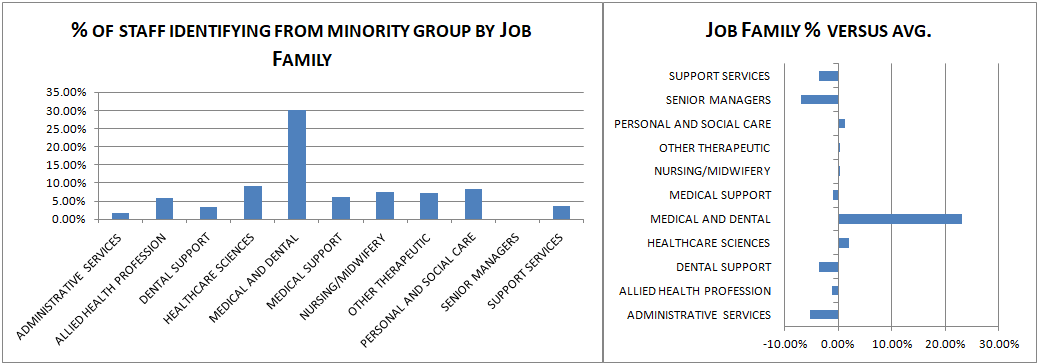 % OF STAFF IDENTIFYING FROM MINORITY GROUP BY JOB
FAMILY
35.00%
30.00%
25.00%
20.00%
15.00%
10.00%
5.00%
0.00%
ADMINISTRATIVE SERVICES
ALLIED HEALTH PROFESSION
DENTAL SUPPORT
HEALTHCARE SCIENCES
MEDICAL AND DENTAL
MEDICAL SUPPORT
NURSING/MIDWIFERY
OTHER THERAPEUTIC
PERSONAL AND SOCIAL CARE
SENIOR MANAGERS
SUPPORT SERVICES
JOB FAMILY % VERSUS AVG.
SUPPORT SERVICES
SENIOR MANAGERS
PERSONAL AND SOCIAL CARE
OTHER THERAPEUTIC
NURSING/MIDWIFERY
MEDICAL SUPPORT
MEDICAL AND DENTAL
HEALTHCARE SCIENCES
DENTAL SUPPORT
ALLIED HEALTH PROFESSION
ADMINISTRATIVE SERVICES
-10.00% 0.00% 10.00% 20.00% 30.00%